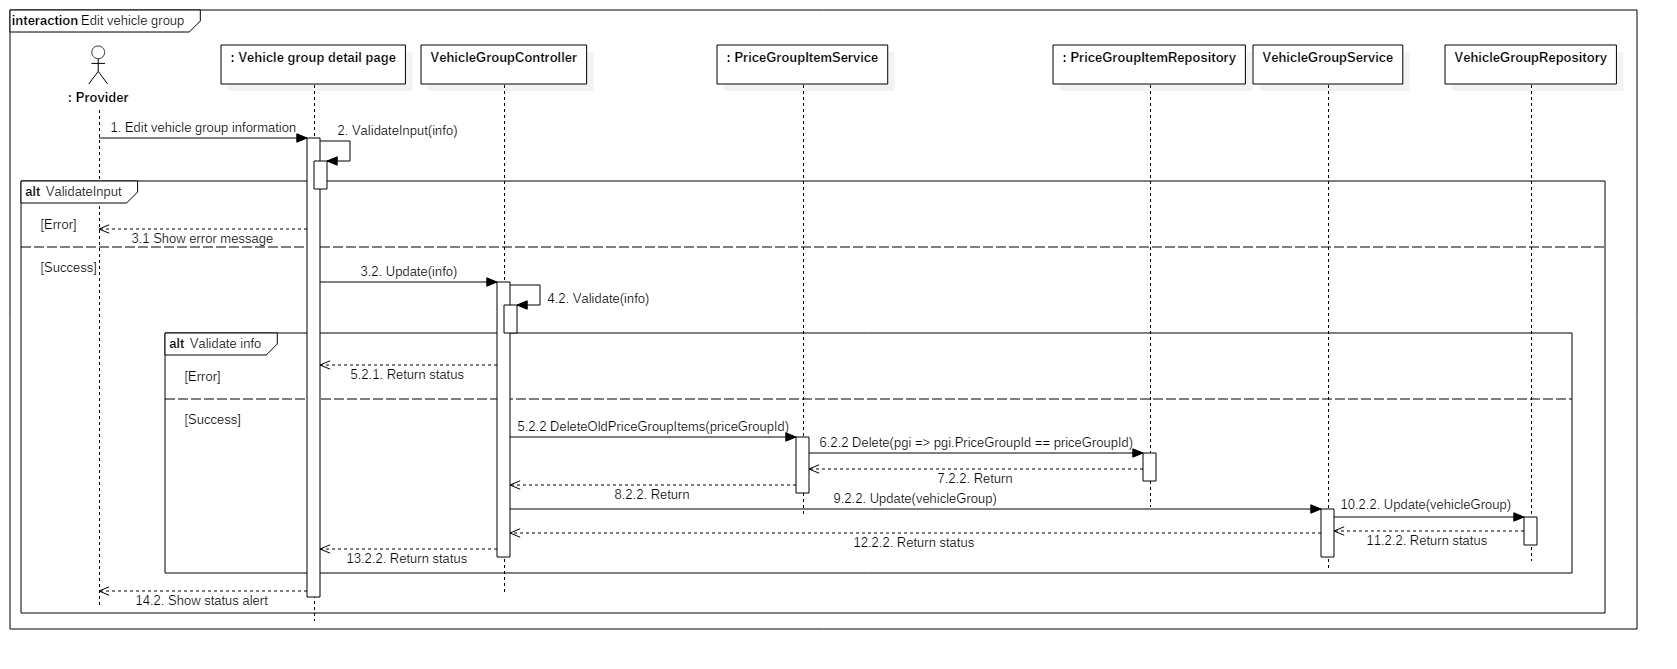 interaction Edit vehicle group
: Vehicle group detail page
VehicleGroupController
: PriceGroupItemService
: PriceGroupItemRepository
VehicleGroupService
VehicleGroupRepository
: Provider
1. Edit vehicle group information
2. ValidateInput(info)
alt ValidateInput
[Error]
3.1 Show error message
[Success]
3.2. Update(info)
4.2. Validate(info)
alt Validate info
5.2.1. Return status
[Error]
[Success]
5.2.2 DeleteOldPriceGroupItems(priceGroupId)
6.2.2 Delete(pgi => pgi.PriceGroupId == priceGroupId)
7.2.2. Return
8.2.2. Return
9.2.2. Update(vehicleGroup)
10.2.2. Update(vehicleGroup)
11.2.2. Return status
12.2.2. Return status
13.2.2. Return status
14.2. Show status alert